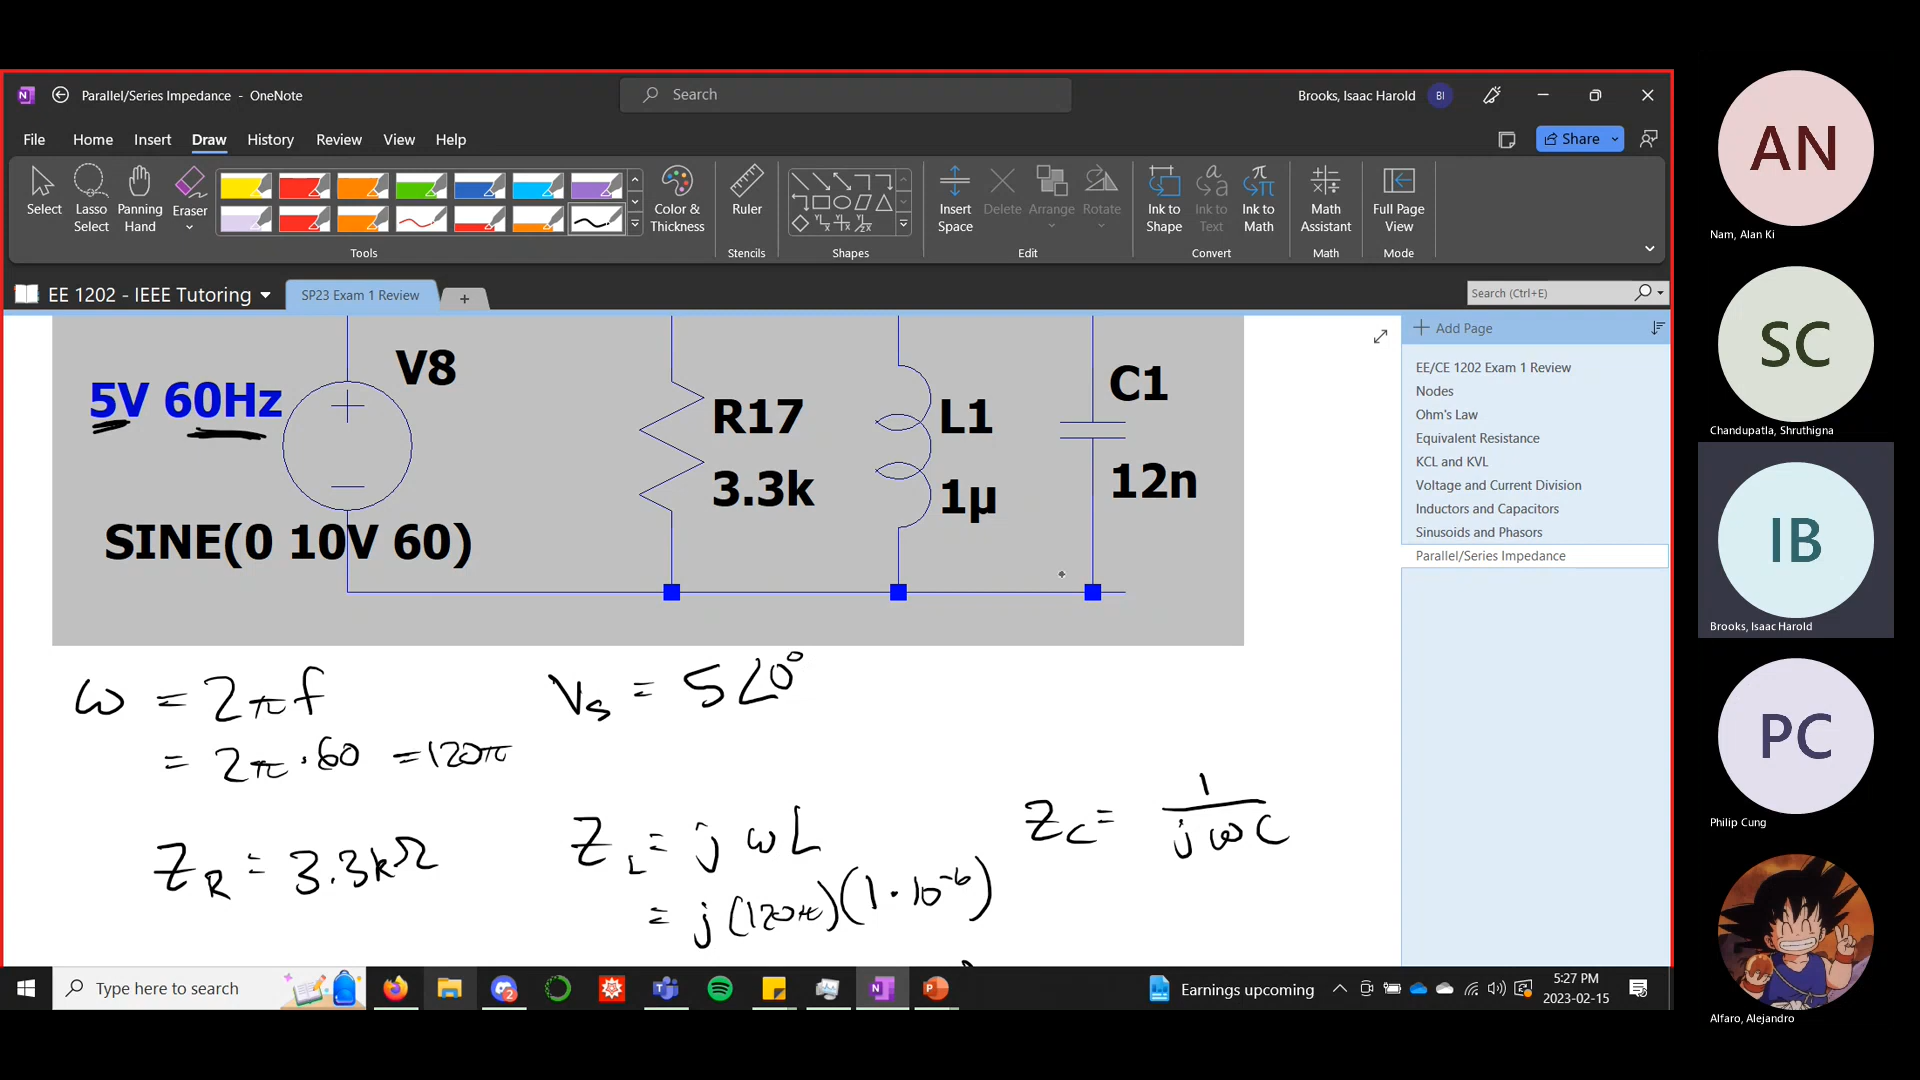 Parallel/Series Impedance - OneNote
Search
Brooks, Isaac Harold
BI
File Home Insert Draw History Review View Help
Share
Select
Lasso Select
Panning Hand
Eraser
Color & Thickness
Ruler
Insert Space
Delete
Arrange
Rotate
Ink to Shape
Ink to Text
Ink to Math
Math Assistant
Full Page View
Tools
Stencils
Shapes
Edit
Convert
Math
Mode
EE 1202 - IEEE Tutoring
SP23 Exam 1 Review
Search (Ctrl+E)
Add Page
EE/CE 1202 Exam 1 Review
Nodes
Ohm's Law
Equivalent Resistance
KCL and KVL
Voltage and Current Division
Inductors and Capacitors
Sinusoids and Phasors
Parallel/Series Impedance
V8
5V 60Hz
SINE(0 10V 60)
R17
3.3k
L1
1µ
C1
12n
ω = 2πf
= 2π·60 = 120π
Vs = 5∠0°
Z_R = 3.3kΩ
Z_L = jωL
= j(120π)(1·10^-6)
Z_C = 1/(jωC)
Type here to search
Earnings upcoming
5:27 PM
2023-02-15
AN
Nam, Alan Ki
SC
Chandupatla, Shruthigna
IB
Brooks, Isaac Harold
PC
Philip Cung
Alfaro, Alejandro